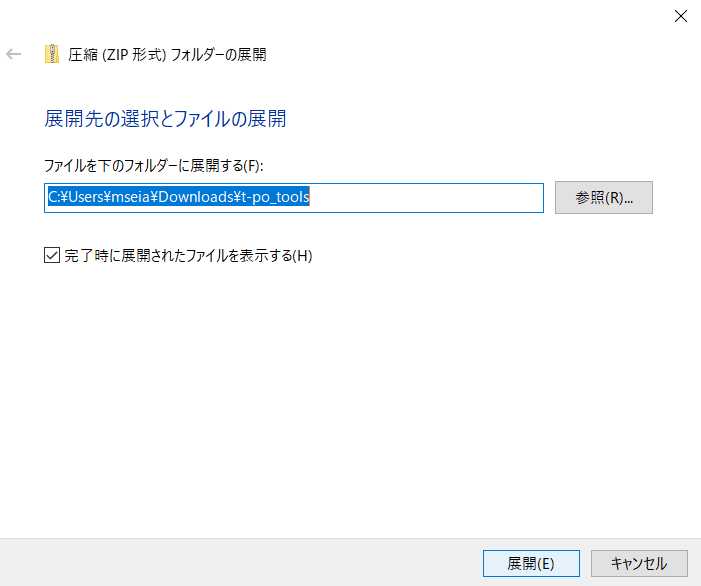 圧縮 (ZIP 形式) フォルダーの展開
展開先の選択とファイルの展開
ファイルを下のフォルダーに展開する(F):
C:¥Users¥mseia¥Downloads¥t-po_tools
参照(R)...
完了時に展開されたファイルを表示する(H)
展開(E)
キャンセル